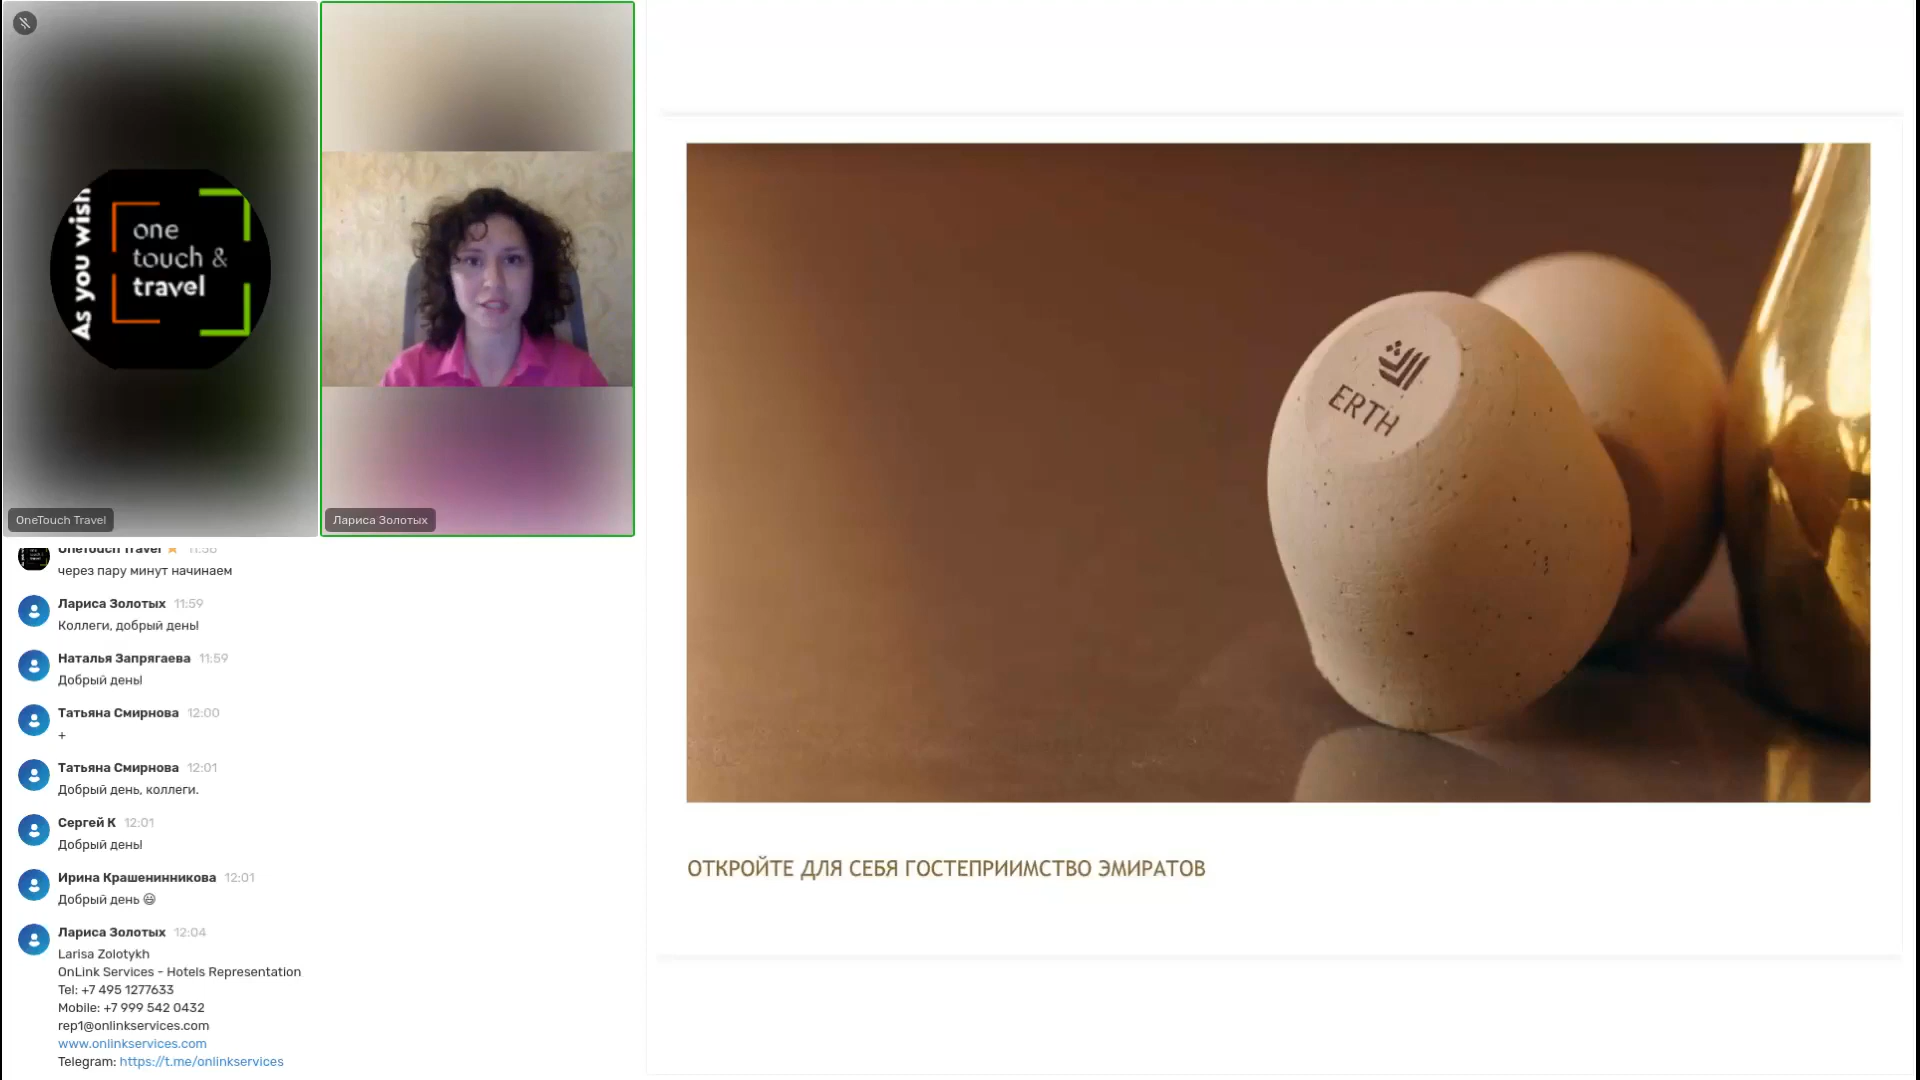 As you wish
one
touch &
travel
OneTouch Travel
Лариса Золотых
OneTouch Travel 11:58
через пару минут начинаем
Лариса Золотых 11:59
Коллеги, добрый день!
Наталья Запрягаева 11:59
Добрый день!
Татьяна Смирнова 12:00
+
Татьяна Смирнова 12:01
Добрый день, коллеги.
Сергей К 12:01
Добрый день!
Ирина Крашенинникова 12:01
Добрый день 😃
Лариса Золотых 12:04
Larisa Zolotykh
OnLink Services - Hotels Representation
Tel: +7 495 1277633
Mobile: +7 999 542 0432
rep1@onlinkservices.com
www.onlinkservices.com
Telegram: https://t.me/onlinkservices
ERTH
ОТКРОЙТЕ ДЛЯ СЕБЯ ГОСТЕПРИИМСТВО ЭМИРАТОВ